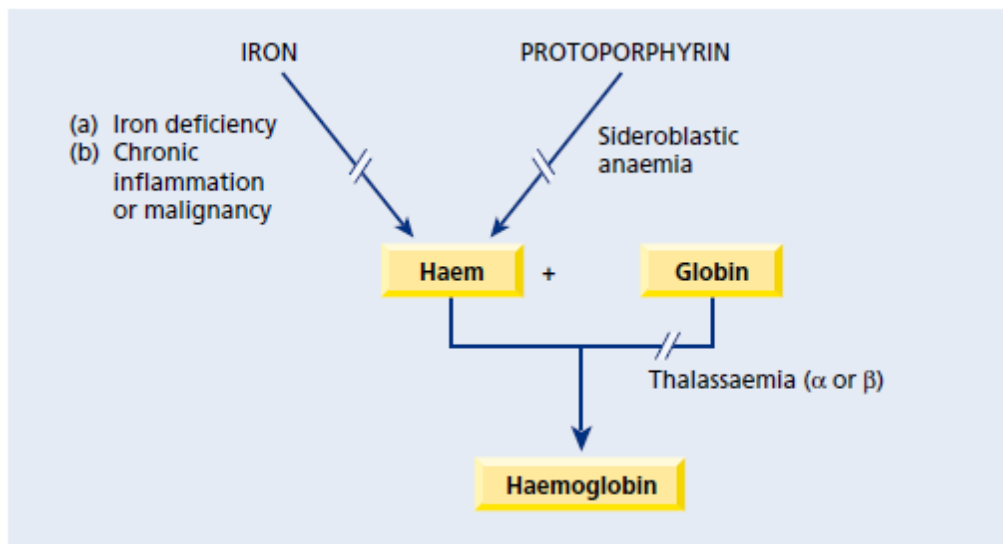 IRON
PROTOPORPHYRIN
(a) Iron deficiency
(b) Chronic
inflammation
or malignancy
Sideroblastic
anaemia
Haem
+
Globin
Thalassaemia (α or β)
Haemoglobin